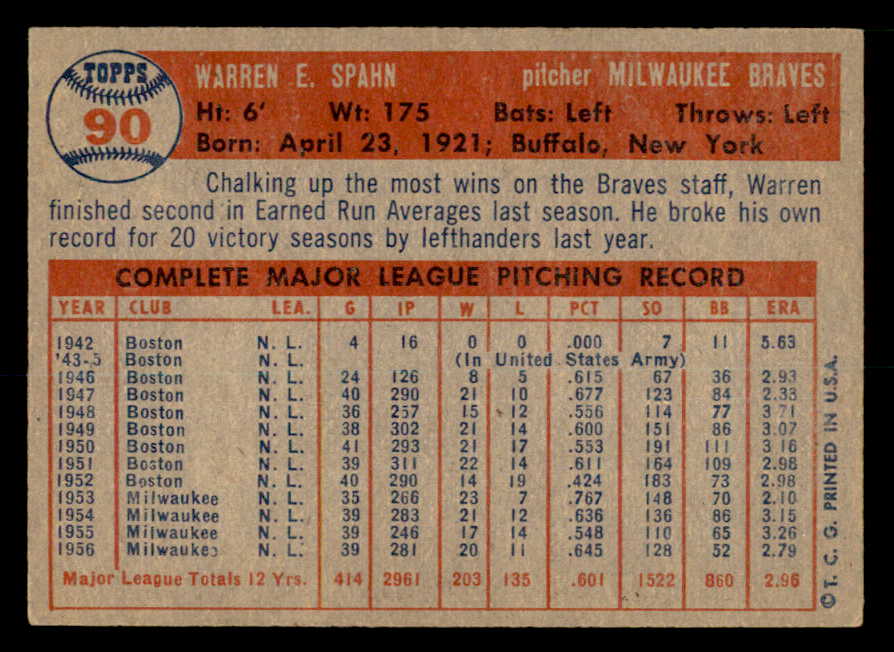 TOPPS
90
WARREN E. SPAHN pitcher MILWAUKEE BRAVES
Ht: 6' Wt: 175 Bats: Left Throws: Left
Born: April 23, 1921; Buffalo, New York
Chalking up the most wins on the Braves staff, Warren
finished second in Earned Run Averages last season. He broke his own
record for 20 victory seasons by lefthanders last year.
COMPLETE MAJOR LEAGUE PITCHING RECORD
YEAR CLUB LEA. G IP W L PCT SO BB ERA
1942 Boston N. L. 4 16 0 0 .000 7 11 5.63
'43-5 Boston N. L. (In United States Army)
1946 Boston N. L. 24 126 8 5 .615 67 36 2.93
1947 Boston N. L. 40 290 21 10 .677 123 84 2.33
1948 Boston N. L. 36 257 15 12 .556 114 77 3.71
1949 Boston N. L. 38 302 21 14 .600 151 86 3.07
1950 Boston N. L. 41 293 21 17 .553 191 111 3.16
1951 Boston N. L. 39 311 22 14 .611 164 109 2.98
1952 Boston N. L. 40 290 14 19 .424 183 73 2.98
1953 Milwaukee N. L. 35 266 23 7 .767 148 70 2.10
1954 Milwaukee N. L. 39 283 21 12 .636 136 86 3.15
1955 Milwaukee N. L. 39 246 17 14 .548 110 65 3.26
1956 Milwaukee N. L. 39 281 20 11 .645 128 52 2.79
Major League Totals 12 Yrs. 414 2961 203 135 .601 1522 860 2.96
© T. C. G. PRINTED IN U.S.A.